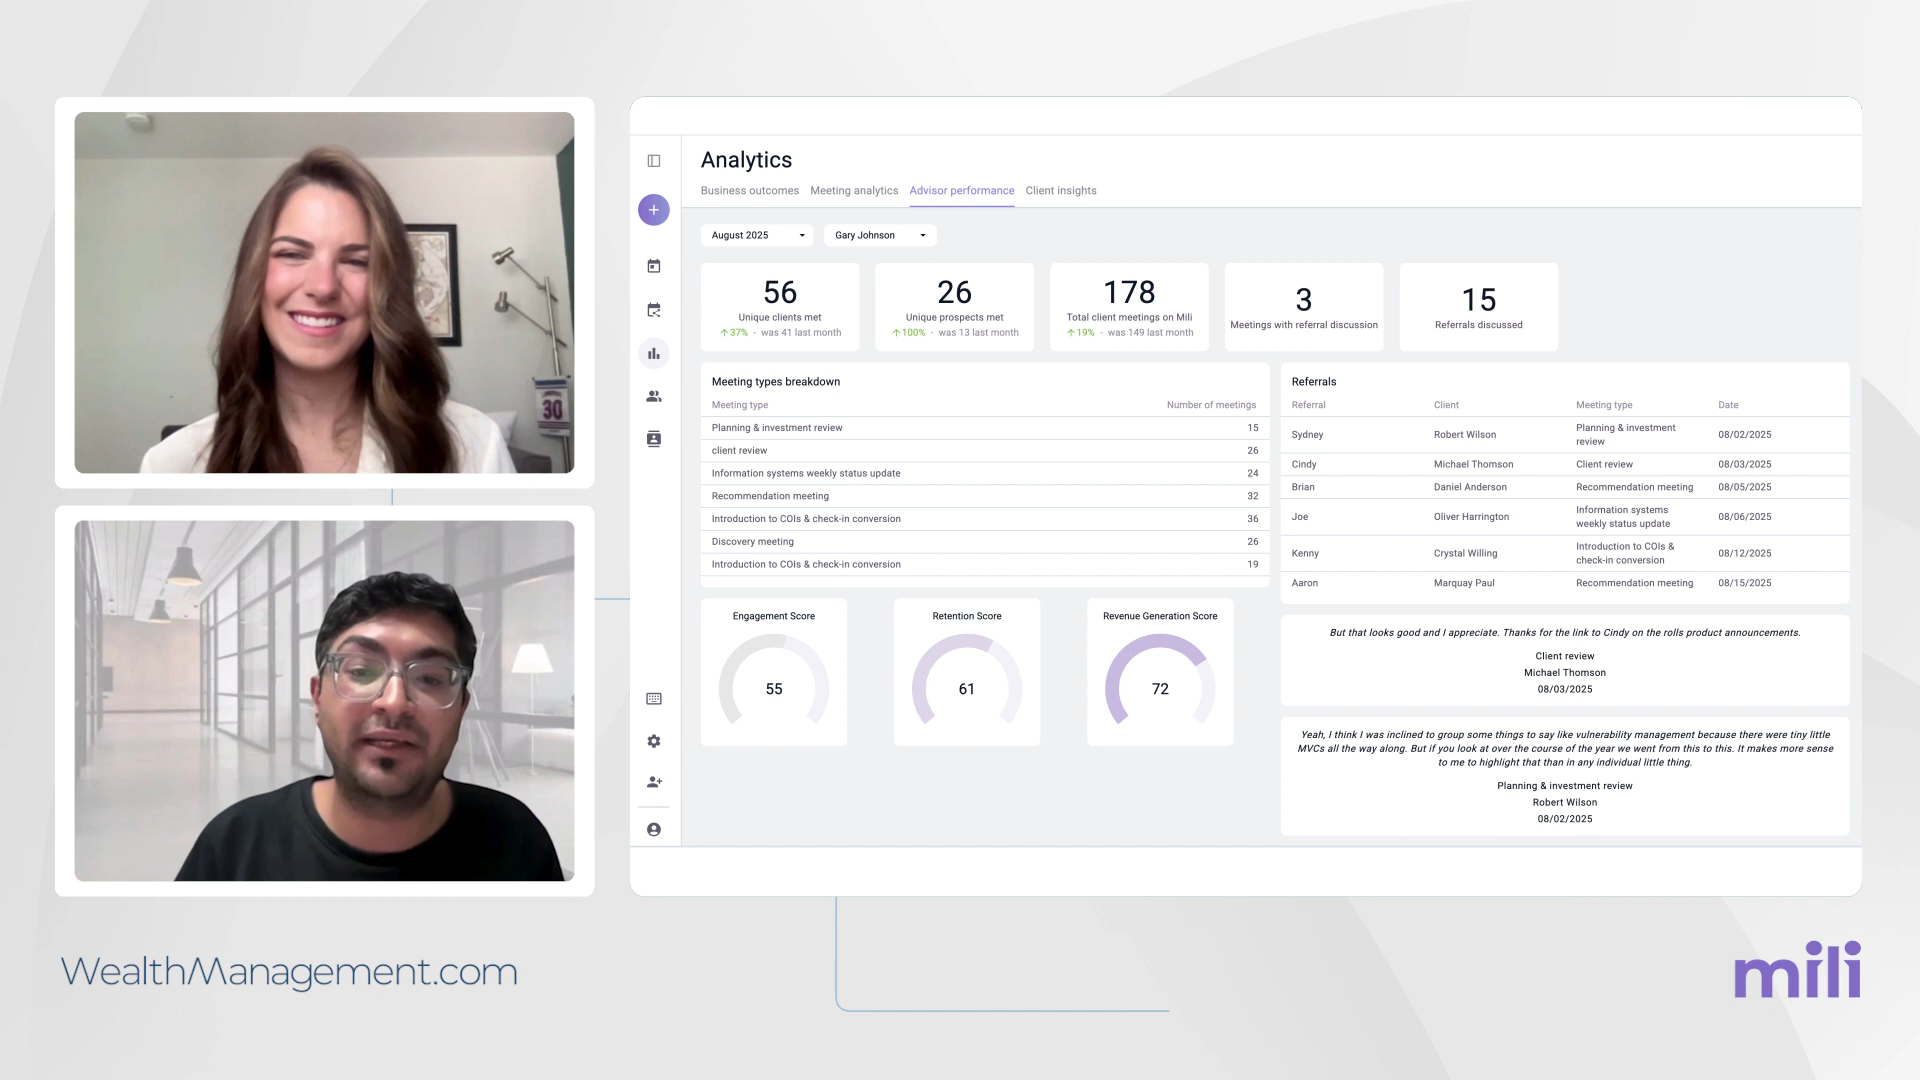 30
WealthManagement.com
Analytics
Business outcomes Meeting analytics Advisor performance Client insights
August 2025 Gary Johnson
56
Unique clients met
↑37% · was 41 last month
26
Unique prospects met
↑100% · was 13 last month
178
Total client meetings on Mili
↑19% · was 149 last month
3
Meetings with referral discussion
15
Referrals discussed
Meeting types breakdown
Meeting type Number of meetings
Planning & investment review 15
client review 26
Information systems weekly status update 24
Recommendation meeting 32
Introduction to COIs & check-in conversion 36
Discovery meeting 26
Introduction to COIs & check-in conversion 19
Engagement Score
55
Retention Score
61
Revenue Generation Score
72
Referrals
Referral Client Meeting type Date
Sydney Robert Wilson Planning & investment
review 08/02/2025
Cindy Michael Thomson Client review 08/03/2025
Brian Daniel Anderson Recommendation meeting 08/05/2025
Joe Oliver Harrington Information systems
weekly status update 08/06/2025
Kenny Crystal Willing Introduction to COIs &
check-in conversion 08/12/2025
Aaron Marquay Paul Recommendation meeting 08/15/2025
But that looks good and I appreciate. Thanks for the link to Cindy on the rolls product announcements.
Client review
Michael Thomson
08/03/2025
Yeah, I think I was inclined to group some things to say like vulnerability management because there were tiny little
MVCs all the way along. But if you look at over the course of the year we went from this to this. It makes more sense
to me to highlight that than in any individual little thing.
Planning & investment review
Robert Wilson
08/02/2025
mili